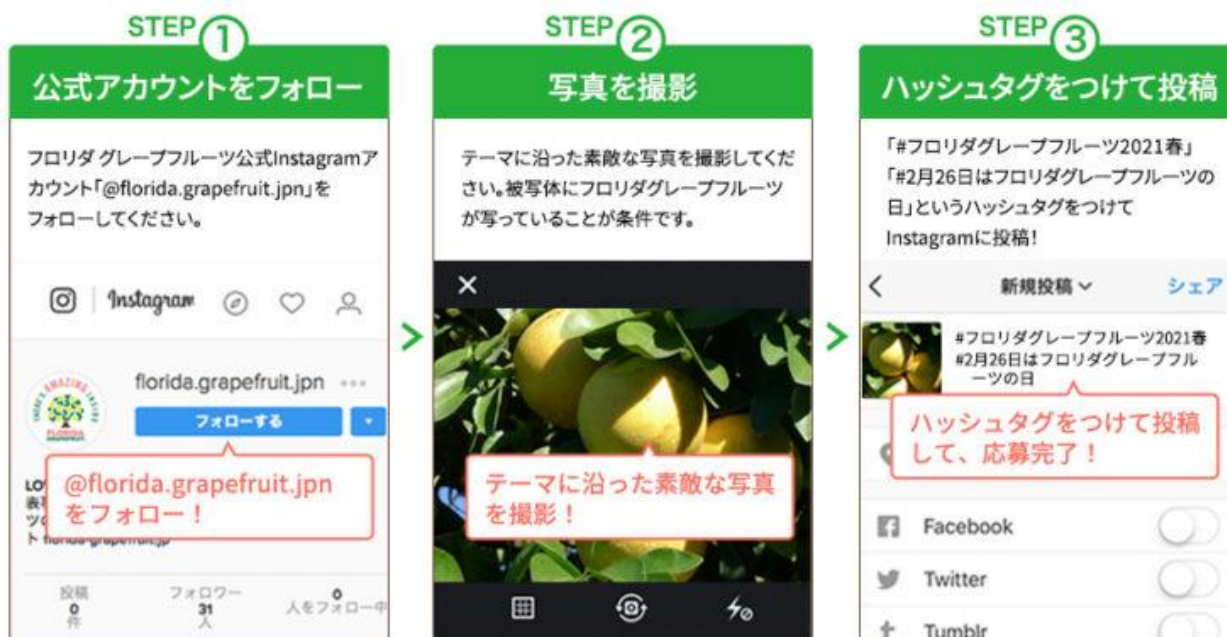 STEP①
公式アカウントをフォロー
フロリダ グレープフルーツ公式Instagramア
カウント「@florida.grapefruit.jpn」を
フォローしてください。
Instagram
florida.grapefruit.jpn
フォローする
@florida.grapefruit.jpn
をフォロー！
投稿
0
件
フォロワー
31
人
0
人をフォロー中
STEP②
写真を撮影
テーマに沿った素敵な写真を撮影してくだ
さい。被写体にフロリダグレープフルーツ
が写っていることが条件です。
テーマに沿った素敵な写真
を撮影！
STEP③
ハッシュタグをつけて投稿
「#フロリダグレープフルーツ2021春」
「#2月26日はフロリダグレープフルーツの
日」というハッシュタグをつけて
Instagramに投稿！
新規投稿
シェア
#フロリダグレープフルーツ2021春
#2月26日はフロリダグレープフル
ーツの日
ハッシュタグをつけて投稿
して、応募完了！
Facebook
Twitter
Tumblr